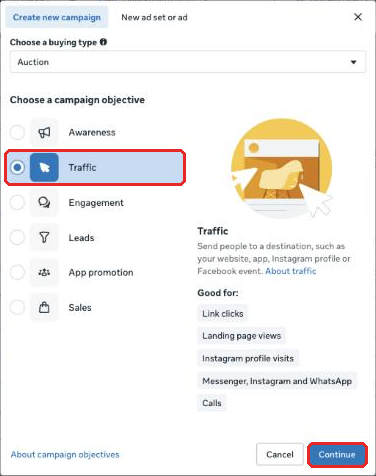 Create new campaign
New ad set or ad
Choose a buying type
Auction
Choose a campaign objective
Awareness
Traffic
Engagement
Leads
App promotion
Sales
Traffic
Send people to a destination, such as
your website, app, Instagram profile or
Facebook event. About traffic
Good for:
Link clicks
Landing page views
Instagram profile visits
Messenger, Instagram and WhatsApp
Calls
About campaign objectives
Cancel
Continue